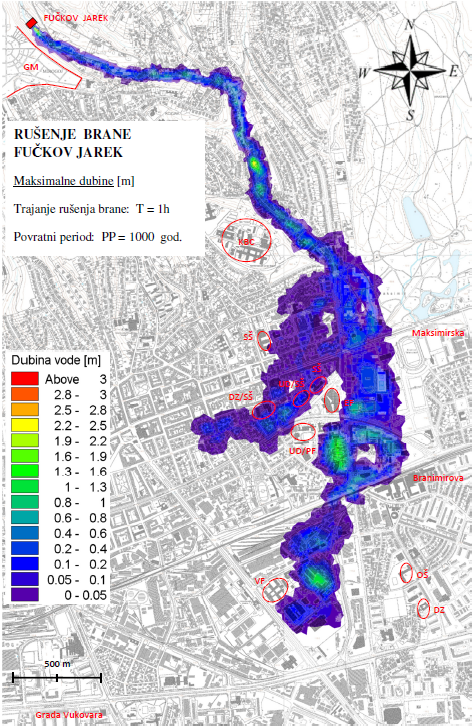 FUČKOV JAREK
GM
N
W
E
S
RUŠENJE BRANE
FUČKOV JAREK
Maksimalne dubine [m]
Trajanje rušenja brane: T = 1h
Povratni period: PP = 1000 god.
KBC
SŠ
Maksimirska
Dubina vode [m]
Above 3
2.8 - 3
2.5 - 2.8
2.2 - 2.5
1.9 - 2.2
1.6 - 1.9
1.3 - 1.6
1 - 1.3
0.8 - 1
0.6 - 0.8
0.4 - 0.6
0.2 - 0.4
0.1 - 0.2
0.05 - 0.1
0 - 0.05
DZ/SŠ
UD/PF
Branimirova
VF
OŠ
DZ
500 m
Grada Vukovara